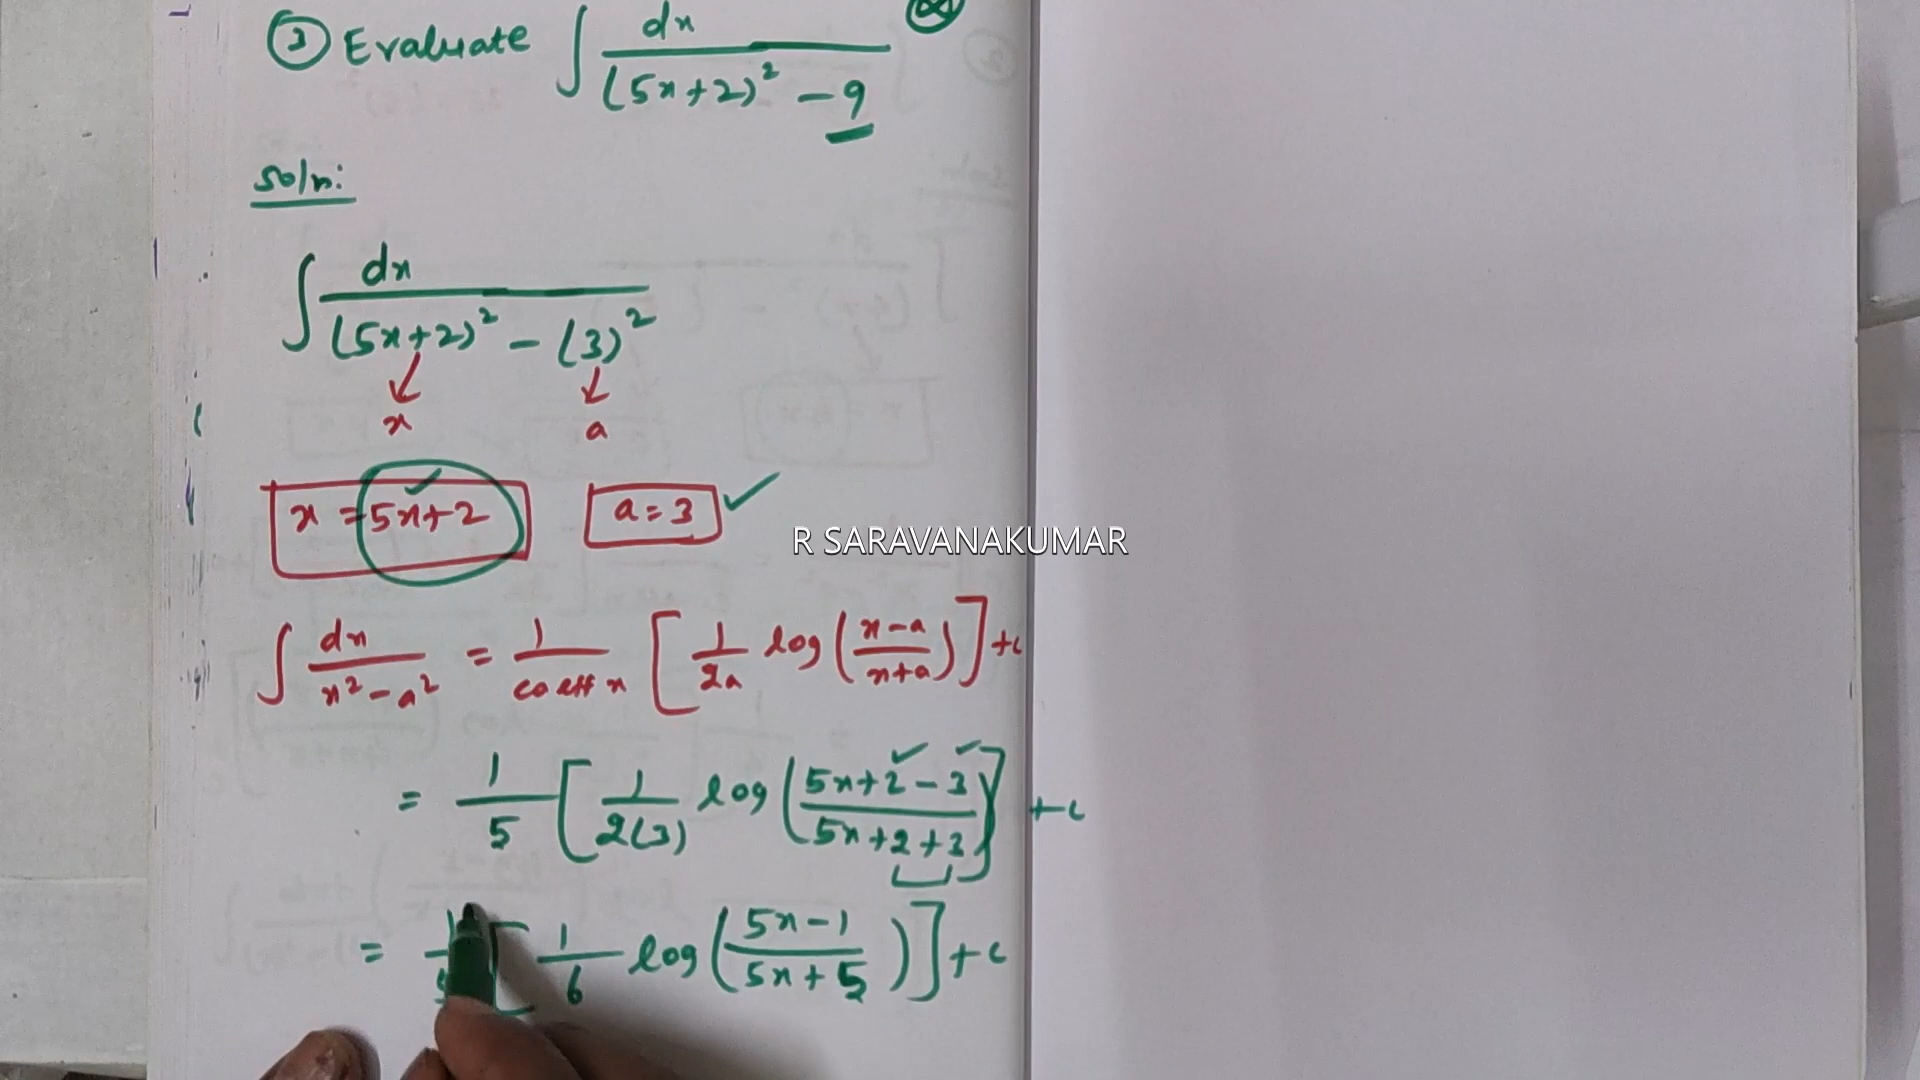 ③ Evaluate ∫ dx / (5x+2)² - 9
Soln:
∫ dx / (5x+2)² - (3)²
x a
x = 5x+2 a = 3
R SARAVANAKUMAR
∫ dx / x² - a² = 1 / coeff x [ 1/2a log ( x-a / x+a ) ] + c
= 1/5 [ 1/2(3) log ( 5x+2-3 / 5x+2+3 ) ] + c
= 1/5 [ 1/6 log ( 5x-1 / 5x+5 ) ] + c